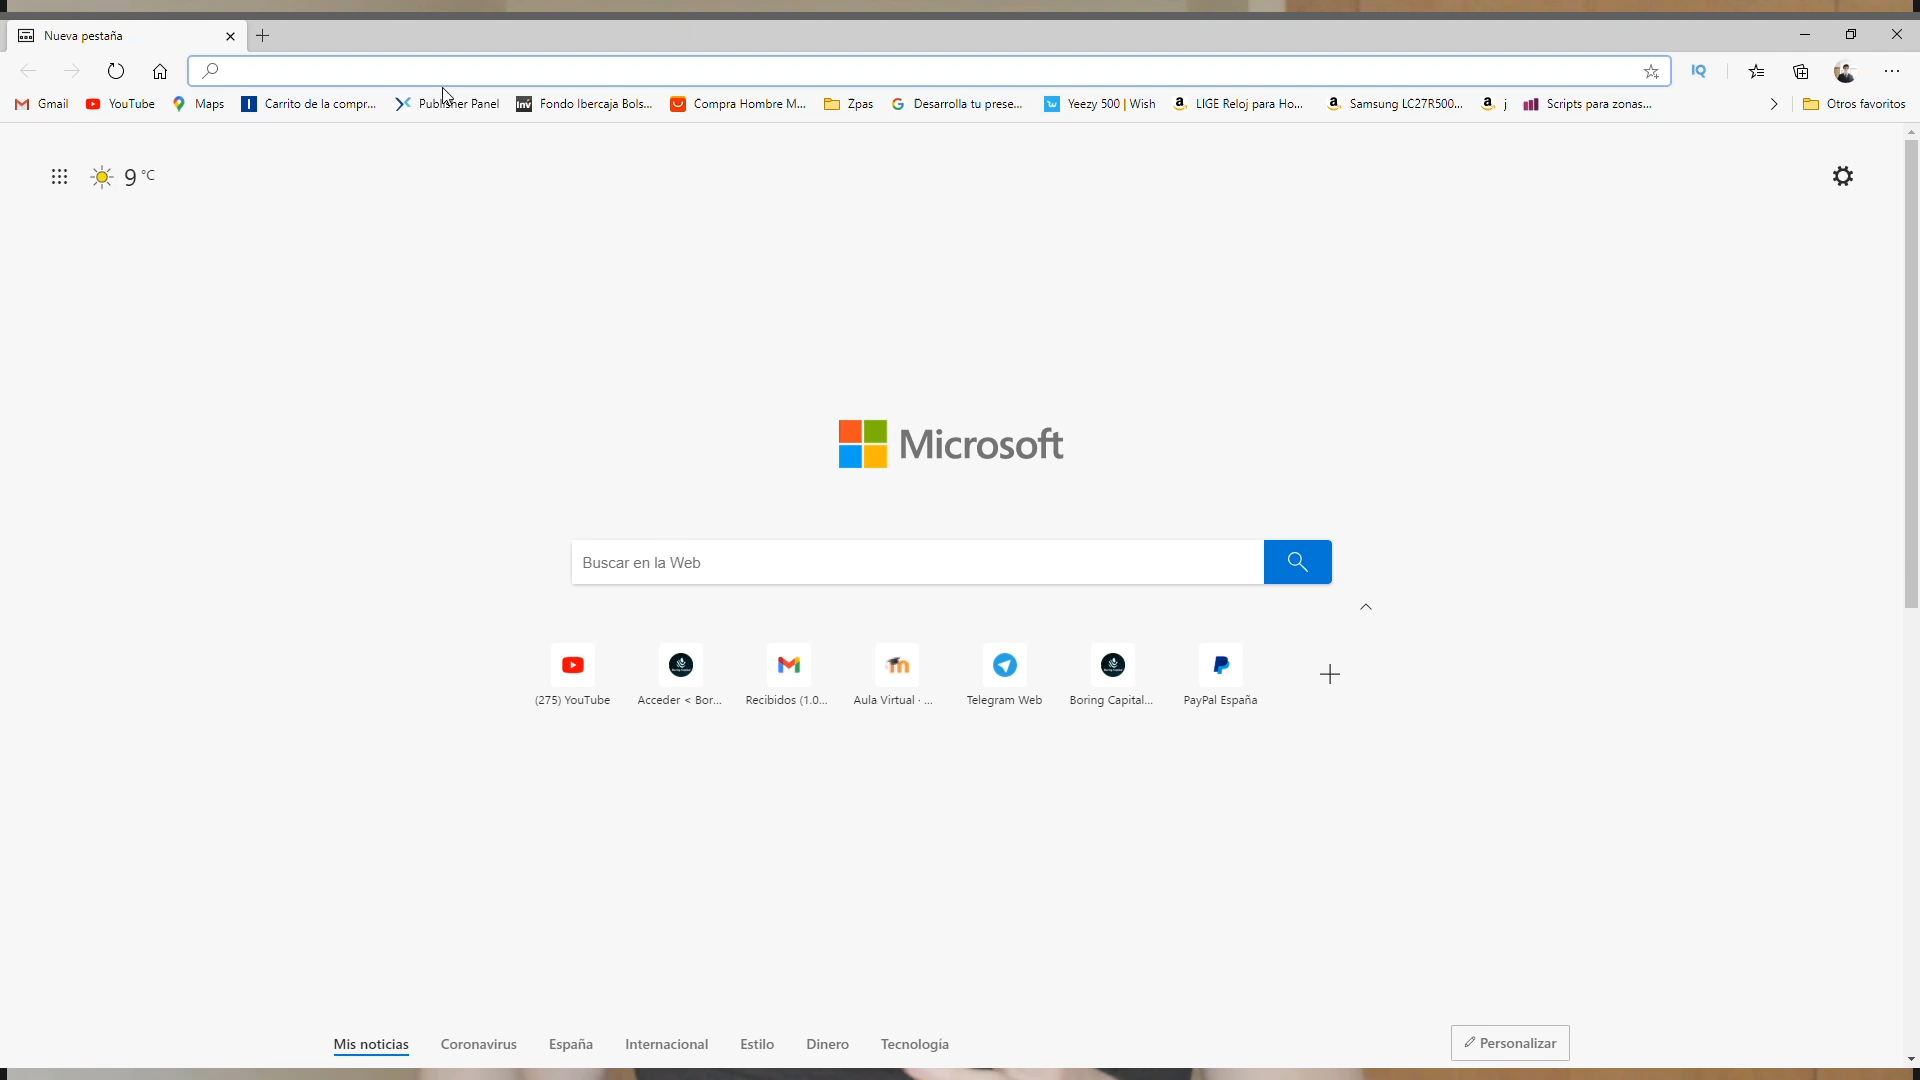 Nueva pestaña
IQ
Gmail YouTube Maps Carrito de la compr... Publisher Panel Fondo Ibercaja Bols... Compra Hombre M... Zpas Desarrolla tu prese... Yeezy 500 | Wish LIGE Reloj para Ho... Samsung LC27R500... j Scripts para zonas... Otros favoritos
9 °C
Microsoft
Buscar en la Web
(275) YouTube Acceder < Bor... Recibidos (1.0... Aula Virtual · ... Telegram Web Boring Capital... PayPal España
Mis noticias Coronavirus España Internacional Estilo Dinero Tecnología Personalizar